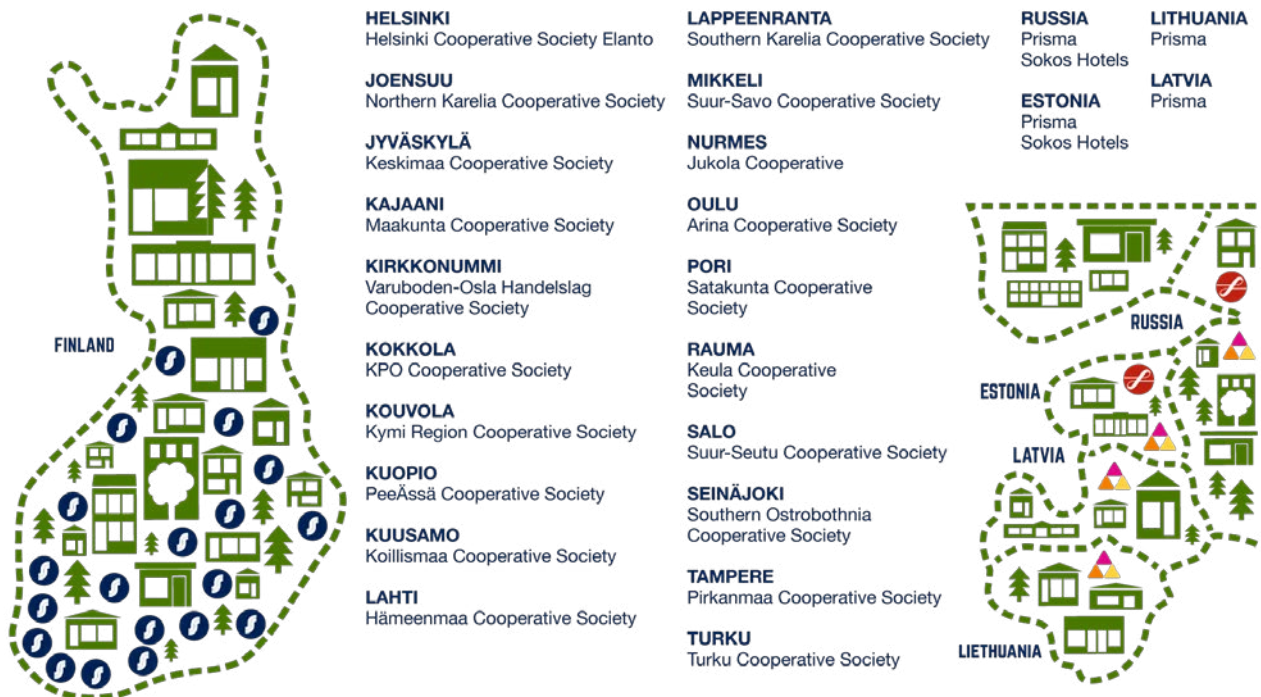 FINLAND
HELSINKI
Helsinki Cooperative Society Elanto
JOENSUU
Northern Karelia Cooperative Society
JYVÄSKYLÄ
Keskimaa Cooperative Society
KAJAANI
Maakunta Cooperative Society
KIRKKONUMMI
Varuboden-Osla Handelslag
Cooperative Society
KOKKOLA
KPO Cooperative Society
KOUVOLA
Kymi Region Cooperative Society
KUOPIO
PeeÄssä Cooperative Society
KUUSAMO
Koillismaa Cooperative Society
LAHTI
Hämeenmaa Cooperative Society
LAPPEENRANTA
Southern Karelia Cooperative Society
MIKKELI
Suur-Savo Cooperative Society
NURMES
Jukola Cooperative
OULU
Arina Cooperative Society
PORI
Satakunta Cooperative
Society
RAUMA
Keula Cooperative
Society
SALO
Suur-Seutu Cooperative Society
SEINÄJOKI
Southern Ostrobothnia
Cooperative Society
TAMPERE
Pirkanmaa Cooperative Society
TURKU
Turku Cooperative Society
RUSSIA
Prisma
Sokos Hotels
ESTONIA
Prisma
Sokos Hotels
LITHUANIA
Prisma
LATVIA
Prisma
RUSSIA
ESTONIA
LATVIA
LIETHUANIA